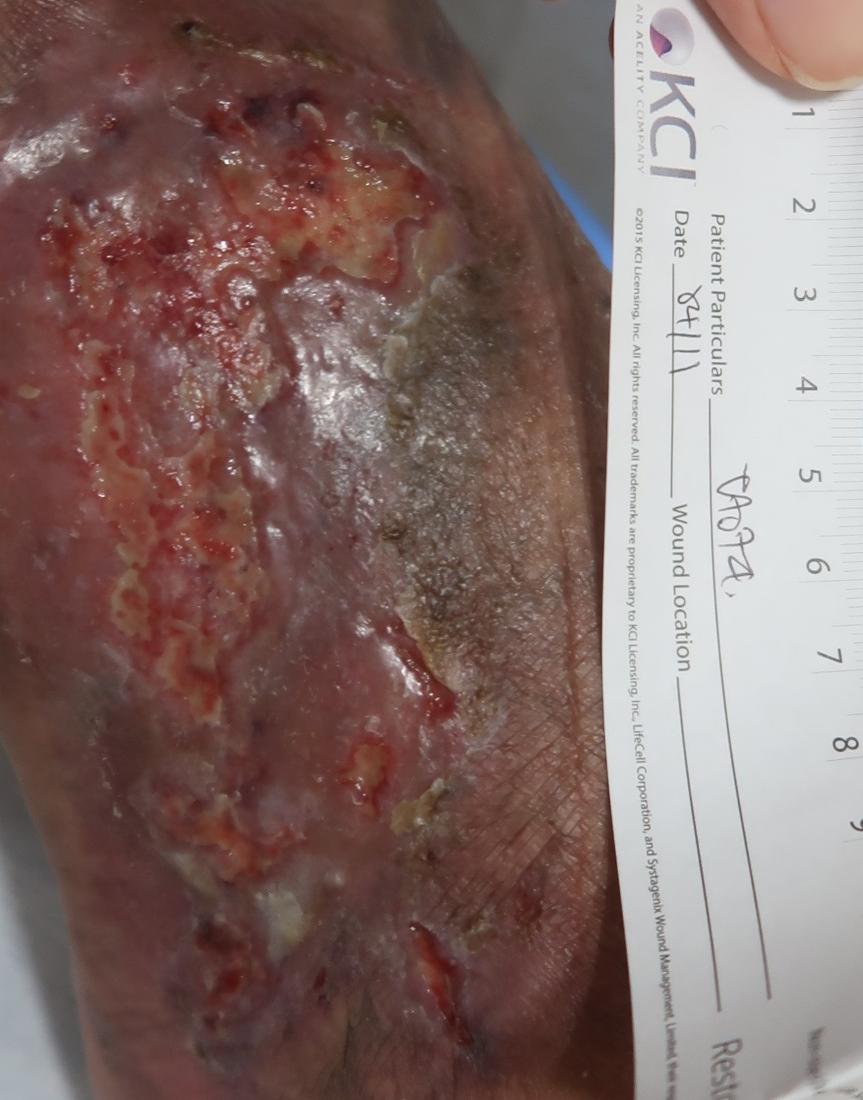 KCI
AN ACELITY COMPANY
1 2 3 4 5 6 7 8 9
Patient Particulars
Date Wound Location
©2015 KCI Licensing, Inc. All rights reserved. All trademarks are proprietary to KCI Licensing, Inc., LifeCell Corporation, and Systagenix Wound Management, Limited, their